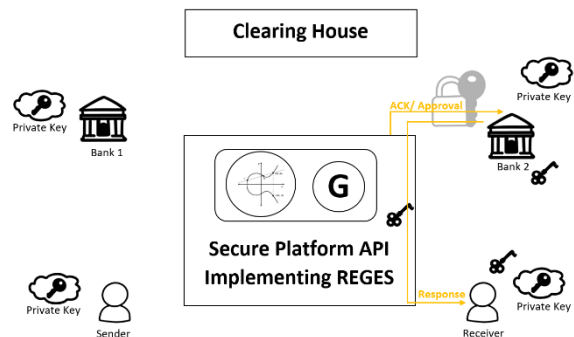 Clearing House
Private Key
Bank 1
ACK/ Approval
Private Key
Bank 2
G
Secure Platform API
Implementing REGES
Private Key
Sender
Response
Receiver
Private Key